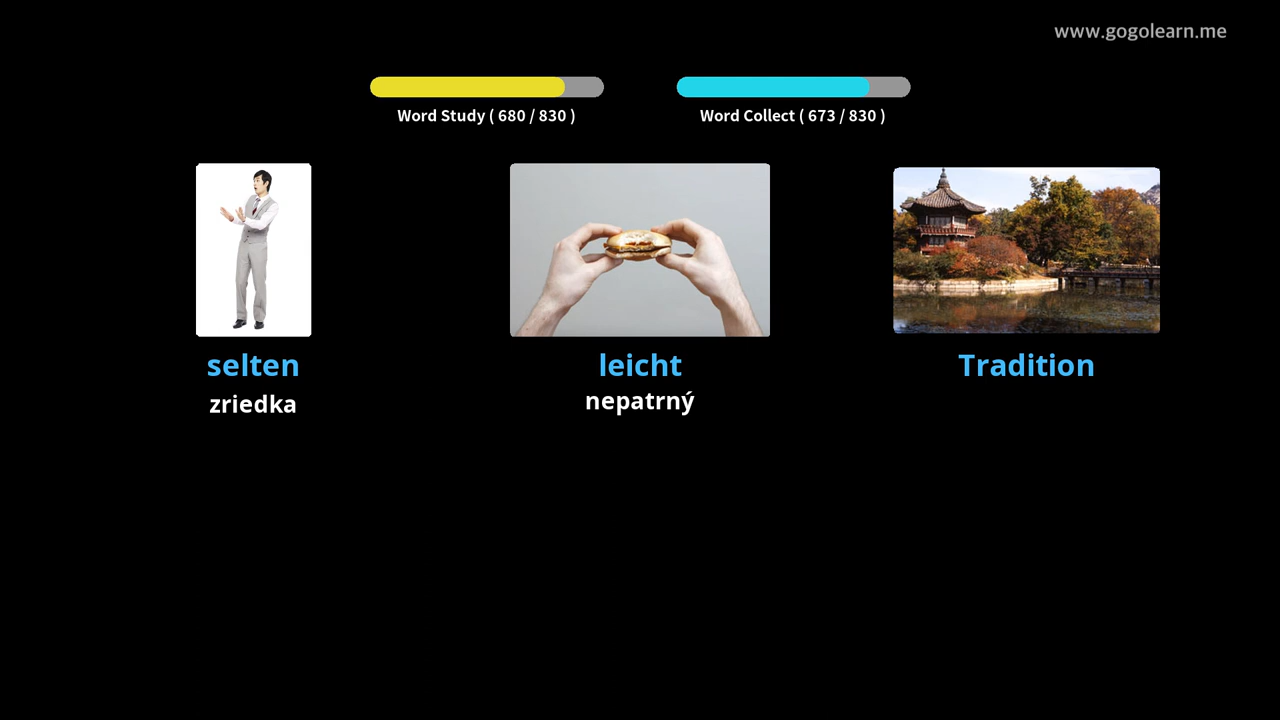 www.gogolearn.me
Word Study ( 680 / 830 )
Word Collect ( 673 / 830 )
selten
zriedka
leicht
nepatrný
Tradition